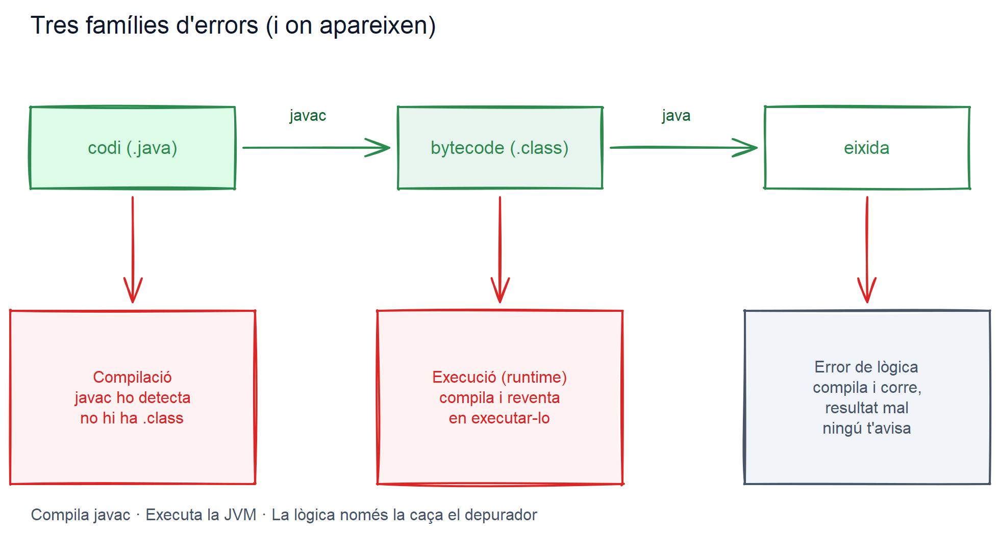 Tres famílies d'errors (i on apareixen)
codi (.java)
javac
bytecode (.class)
java
eixida
Compilació
javac ho detecta
no hi ha .class
Execució (runtime)
compila i reventa
en executar-lo
Error de lògica
compila i corre,
resultat mal
ningú t'avisa
Compila javac · Executa la JVM · La lògica només la caça el depurador